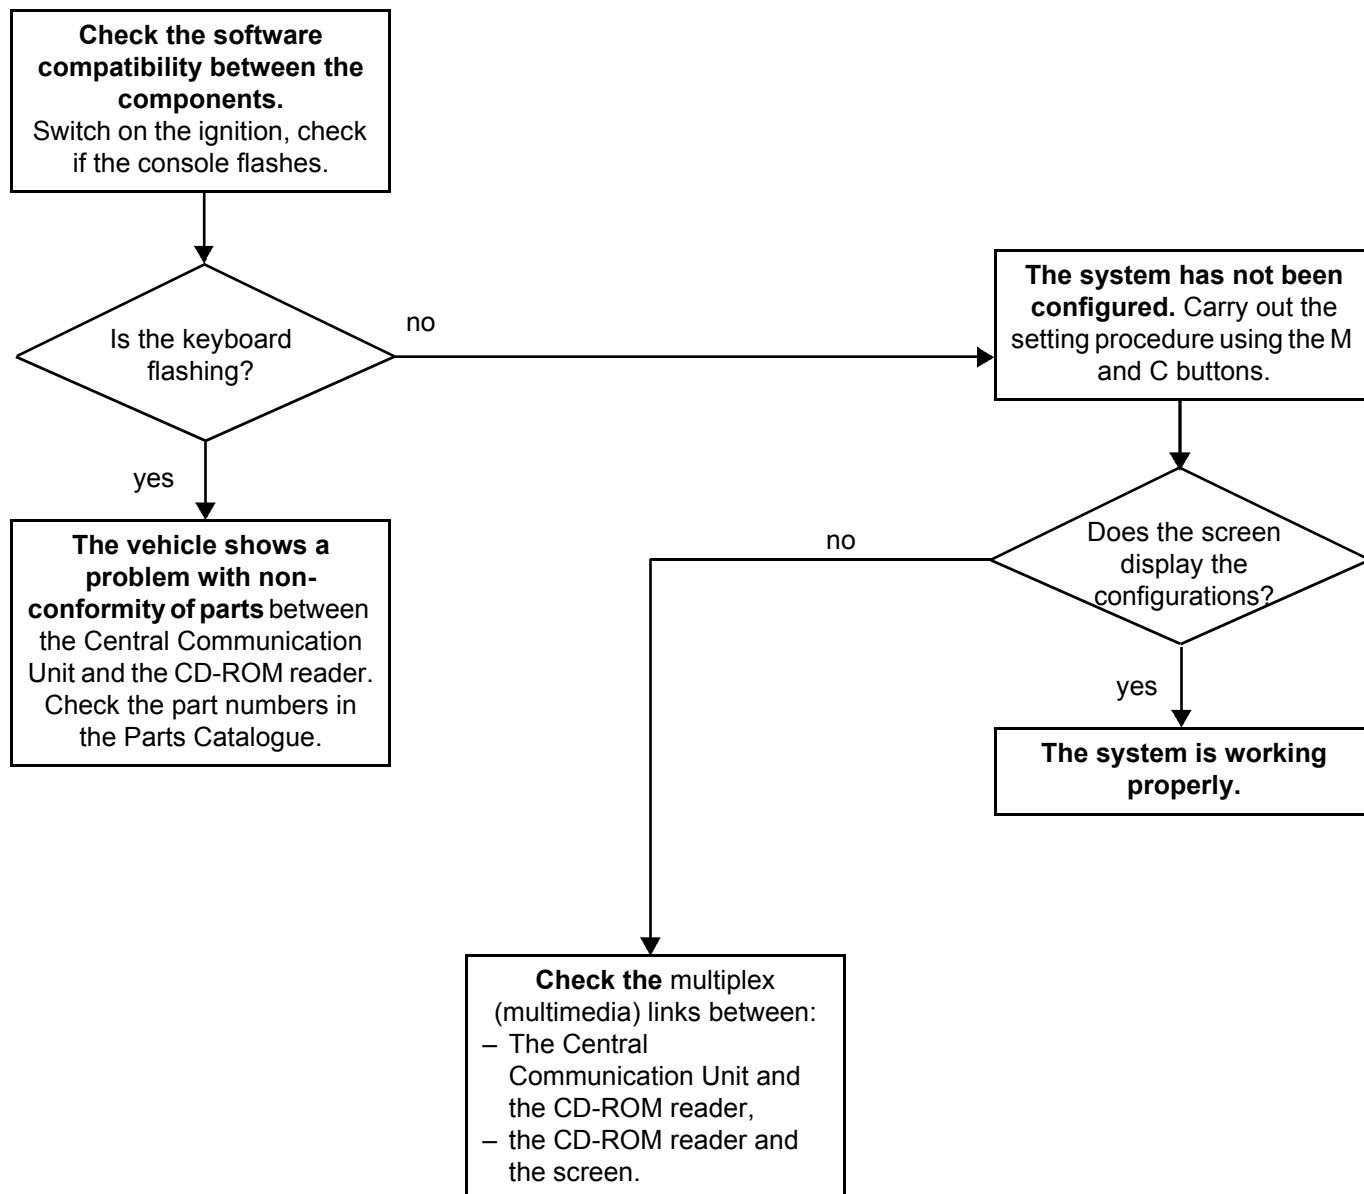 Check the software
compatibility between the
components.
Switch on the ignition, check
if the console flashes.
Is the keyboard
flashing?
no
The system has not been
configured. Carry out the
setting procedure using the M
and C buttons.
yes
The vehicle shows a
problem with non-
conformity of parts between
the Central Communication
Unit and the CD-ROM reader.
Check the part numbers in
the Parts Catalogue.
Does the screen
display the
configurations?
no
yes
The system is working
properly.
Check the multiplex
(multimedia) links between:
– The Central
Communication Unit and
the CD-ROM reader,
– the CD-ROM reader and
the screen.